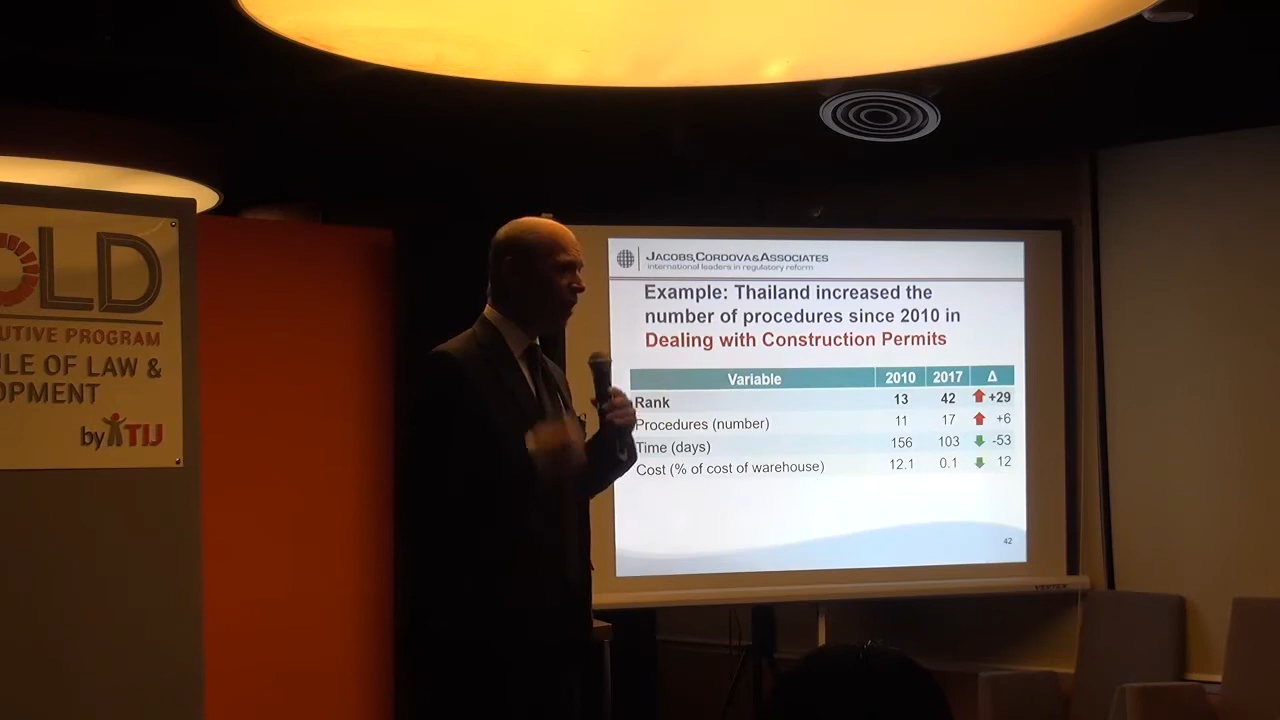 OLD
UTIVE PROGRAM
LE OF LAW &
OPMENT
by TIJ
JACOBS, CORDOVA & ASSOCIATES
international leaders in regulatory reform
Example: Thailand increased the
number of procedures since 2010 in
Dealing with Construction Permits
Variable 2010 2017 Δ
Rank 13 42 +29
Procedures (number) 11 17 +6
Time (days) 156 103 -53
Cost (% of cost of warehouse) 12.1 0.1 12
42